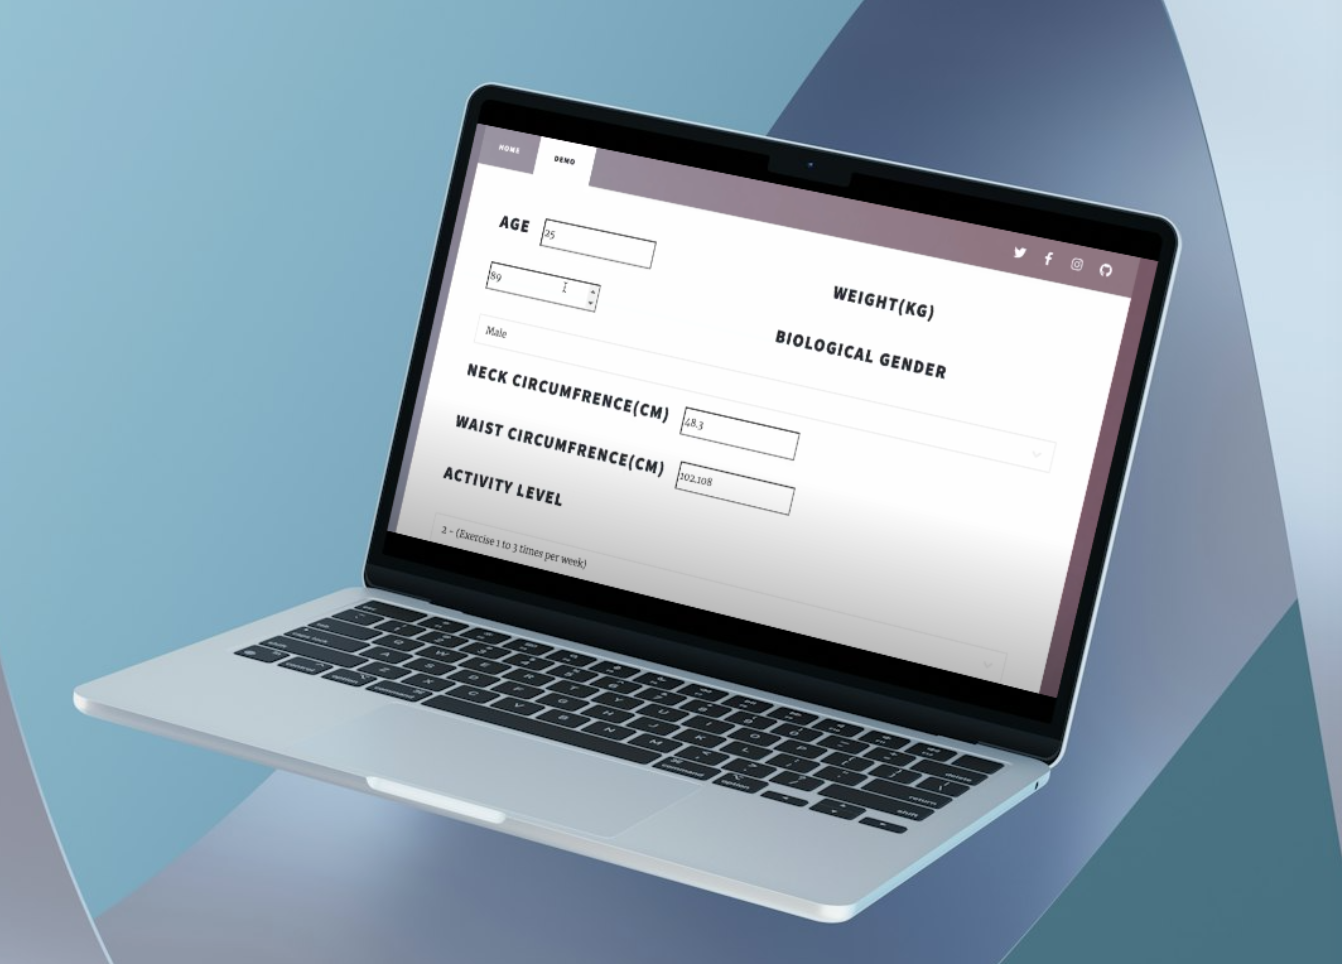 HOME DEMO
AGE 25
WEIGHT(KG)
89
BIOLOGICAL GENDER
Male
NECK CIRCUMFRENCE(CM) 48.3
WAIST CIRCUMFRENCE(CM) 102.108
ACTIVITY LEVEL
2 - (Exercise 1 to 3 times per week)